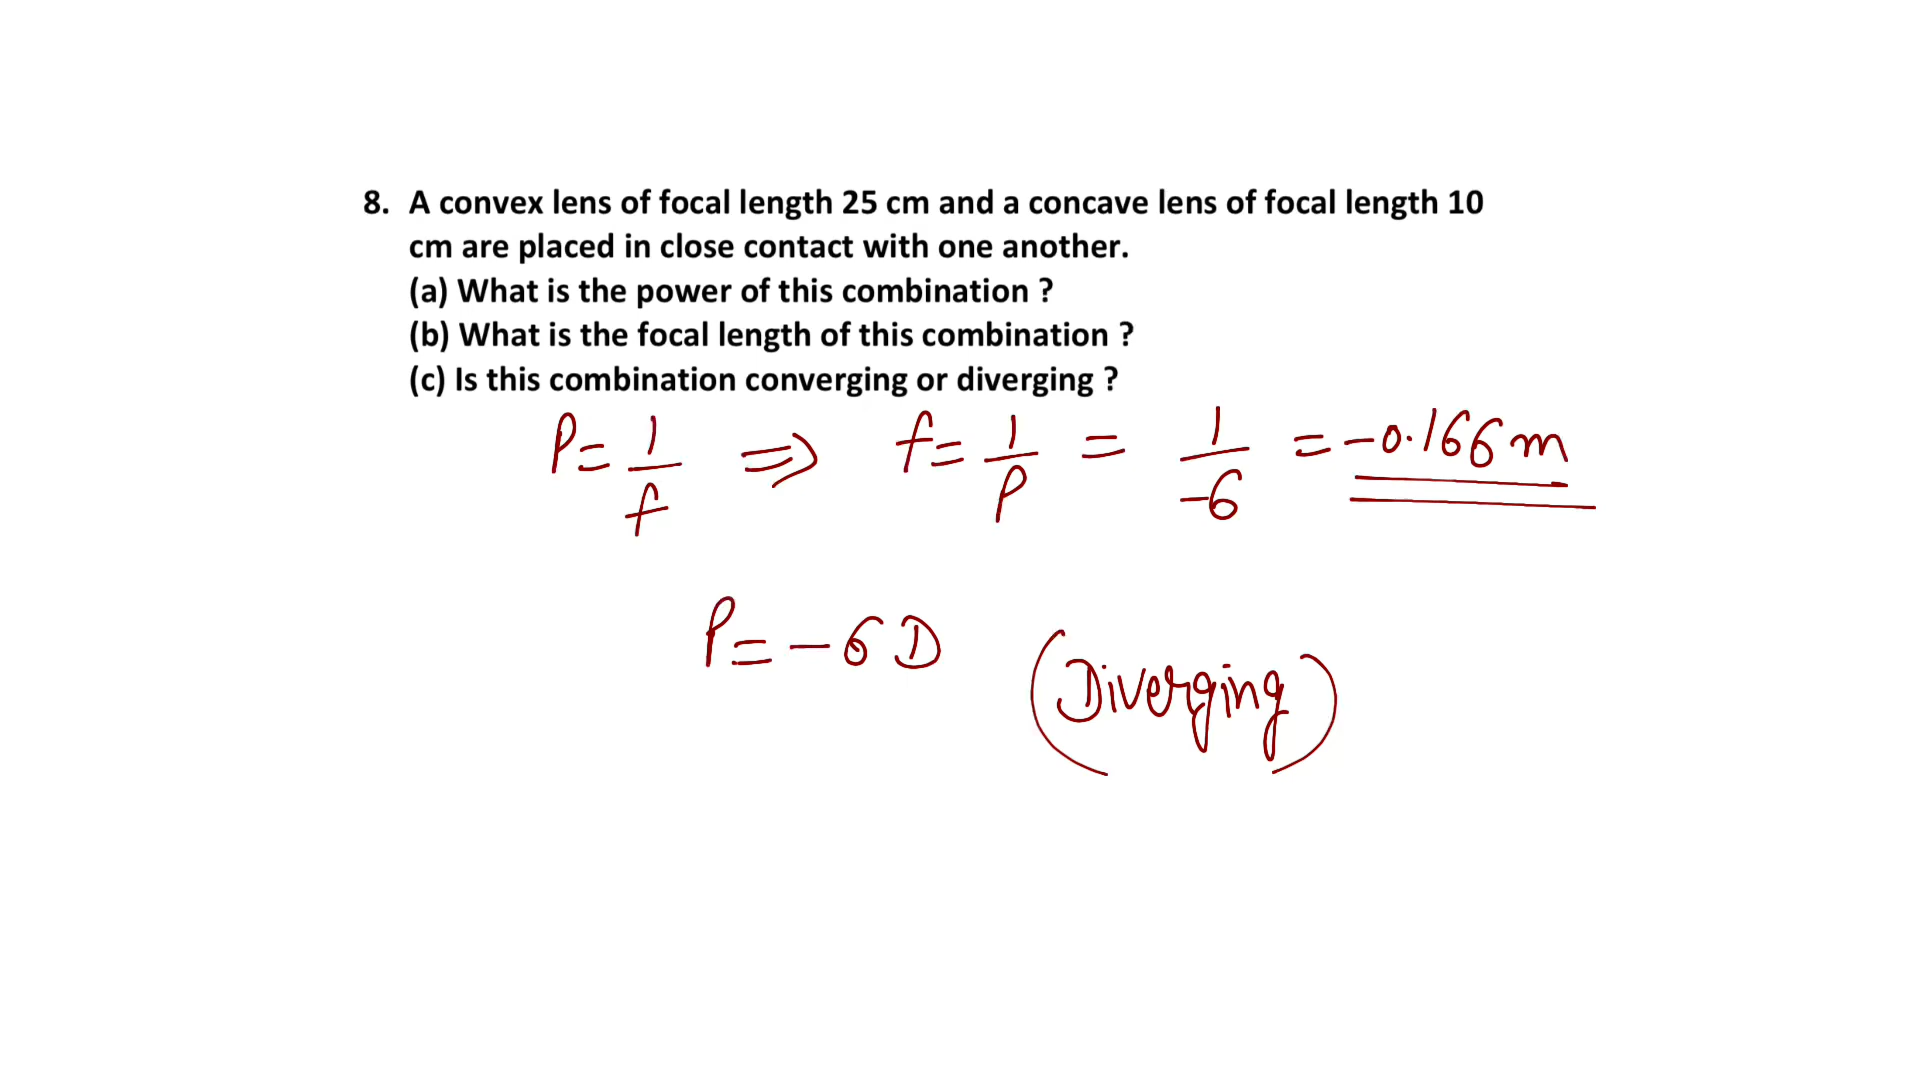 8. A convex lens of focal length 25 cm and a concave lens of focal length 10
cm are placed in close contact with one another.
(a) What is the power of this combination ?
(b) What is the focal length of this combination ?
(c) Is this combination converging or diverging ?
P = 1/f ⇒ f = 1/P = 1/-6 = -0.166 m
P = -6 D
(Diverging)